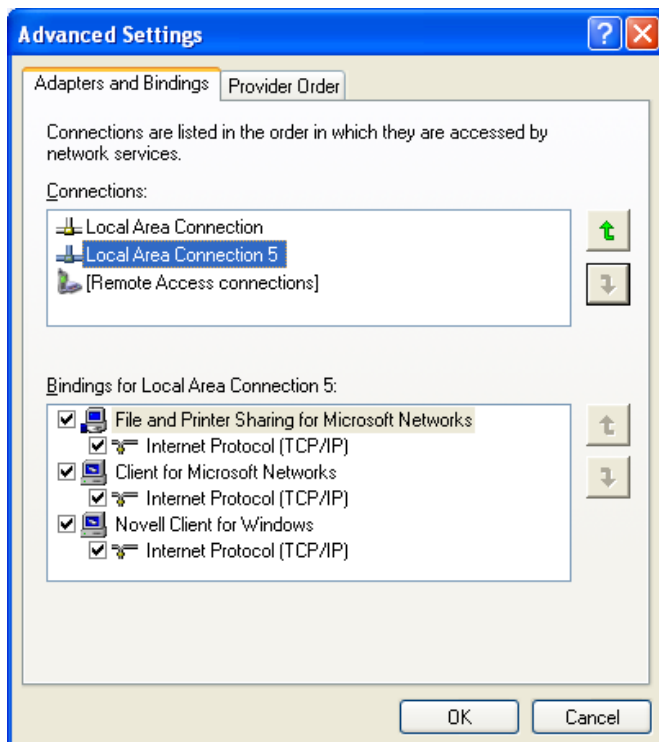 Advanced Settings
Adapters and Bindings
Provider Order
Connections are listed in the order in which they are accessed by
network services.
Connections:
Local Area Connection
Local Area Connection 5
[Remote Access connections]
Bindings for Local Area Connection 5:
File and Printer Sharing for Microsoft Networks
Internet Protocol (TCP/IP)
Client for Microsoft Networks
Internet Protocol (TCP/IP)
Novell Client for Windows
Internet Protocol (TCP/IP)
OK
Cancel